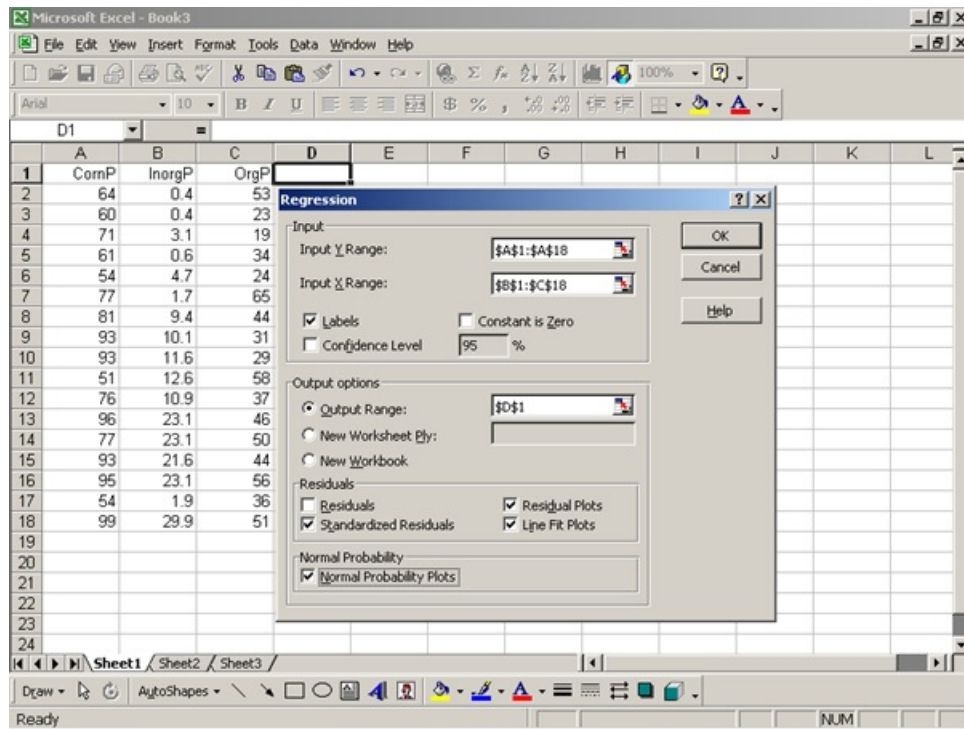 Microsoft Excel - Book3
File Edit View Insert Format Tools Data Window Help
100%
Arial 10 B I U $ % ,
D1 =
A B C D E F G H I J K L
1 CornP InorgP OrgP
2 64 0.4 53
3 60 0.4 23
4 71 3.1 19
5 61 0.6 34
6 54 4.7 24
7 77 1.7 65
8 81 9.4 44
9 93 10.1 31
10 93 11.6 29
11 51 12.6 58
12 76 10.9 37
13 96 23.1 46
14 77 23.1 50
15 93 21.6 44
16 95 23.1 56
17 54 1.9 36
18 99 29.9 51
19
20
21
22
23
24
Regression
Input
Input Y Range: $A$1:$A$18
Input X Range: $B$1:$C$18
Labels Constant is Zero
Confidence Level 95 %
OK
Cancel
Help
Output options
Output Range: $D$1
New Worksheet Ply:
New Workbook
Residuals
Residuals Residual Plots
Standardized Residuals Line Fit Plots
Normal Probability
Normal Probability Plots
Sheet1 Sheet2 Sheet3
Draw AutoShapes
Ready NUM